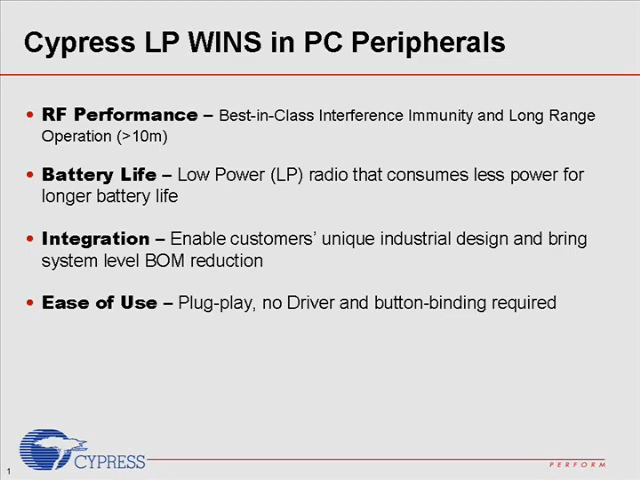 Cypress LP WINS in PC Peripherals
• RF Performance – Best-in-Class Interference Immunity and Long Range
Operation (>10m)
• Battery Life – Low Power (LP) radio that consumes less power for
longer battery life
• Integration – Enable customers’ unique industrial design and bring
system level BOM reduction
• Ease of Use – Plug-play, no Driver and button-binding required
CYPRESS
PERFORM
1